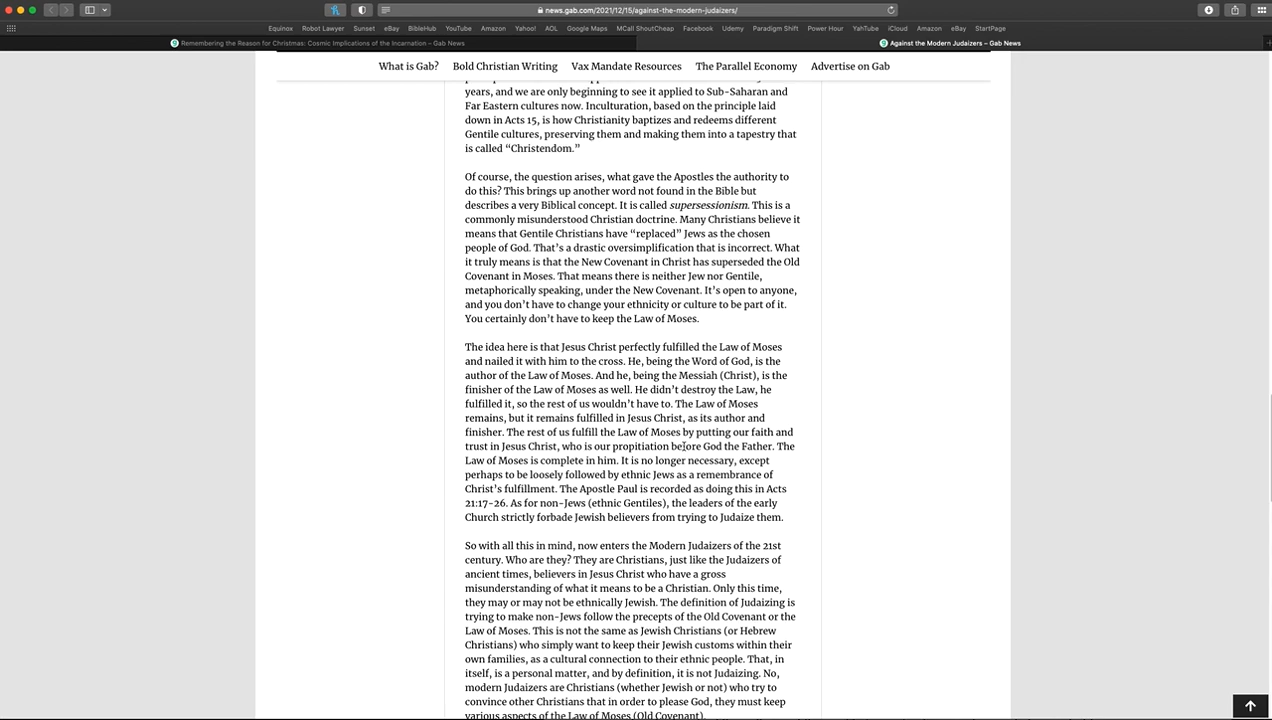 news.gab.com/2021/12/15/against-the-modern-judaizers/
Equinox Robot Lawyer Sunset eBay BibleHub YouTube Amazon Yahoo! AOL Google Maps MCall ShoutCheap Facebook Udemy Paradigm Shift Power Hour YahTube iCloud Amazon eBay StartPage
Remembering the Reason for Christmas: Cosmic Implications of the Incarnation – Gab News
Against the Modern Judaizers – Gab News
What is Gab? Bold Christian Writing Vax Mandate Resources The Parallel Economy Advertise on Gab
years, and we are only beginning to see it applied to Sub-Saharan and
Far Eastern cultures now. Inculturation, based on the principle laid
down in Acts 15, is how Christianity baptizes and redeems different
Gentile cultures, preserving them and making them into a tapestry that
is called “Christendom.”
Of course, the question arises, what gave the Apostles the authority to
do this? This brings up another word not found in the Bible but
describes a very Biblical concept. It is called supersessionism. This is a
commonly misunderstood Christian doctrine. Many Christians believe it
means that Gentile Christians have “replaced” Jews as the chosen
people of God. That’s a drastic oversimplification that is incorrect. What
it truly means is that the New Covenant in Christ has superseded the Old
Covenant in Moses. That means there is neither Jew nor Gentile,
metaphorically speaking, under the New Covenant. It’s open to anyone,
and you don’t have to change your ethnicity or culture to be part of it.
You certainly don’t have to keep the Law of Moses.
The idea here is that Jesus Christ perfectly fulfilled the Law of Moses
and nailed it with him to the cross. He, being the Word of God, is the
author of the Law of Moses. And he, being the Messiah (Christ), is the
finisher of the Law of Moses as well. He didn’t destroy the Law, he
fulfilled it, so the rest of us wouldn’t have to. The Law of Moses
remains, but it remains fulfilled in Jesus Christ, as its author and
finisher. The rest of us fulfill the Law of Moses by putting our faith and
trust in Jesus Christ, who is our propitiation before God the Father. The
Law of Moses is complete in him. It is no longer necessary, except
perhaps to be loosely followed by ethnic Jews as a remembrance of
Christ’s fulfillment. The Apostle Paul is recorded as doing this in Acts
21:17-26. As for non-Jews (ethnic Gentiles), the leaders of the early
Church strictly forbade Jewish believers from trying to Judaize them.
So with all this in mind, now enters the Modern Judaizers of the 21st
century. Who are they? They are Christians, just like the Judaizers of
ancient times, believers in Jesus Christ who have a gross
misunderstanding of what it means to be a Christian. Only this time,
they may or may not be ethnically Jewish. The definition of Judaizing is
trying to make non-Jews follow the precepts of the Old Covenant or the
Law of Moses. This is not the same as Jewish Christians (or Hebrew
Christians) who simply want to keep their Jewish customs within their
own families, as a cultural connection to their ethnic people. That, in
itself, is a personal matter, and by definition, it is not Judaizing. No,
modern Judaizers are Christians (whether Jewish or not) who try to
convince other Christians that in order to please God, they must keep
various aspects of the Law of Moses (Old Covenant).